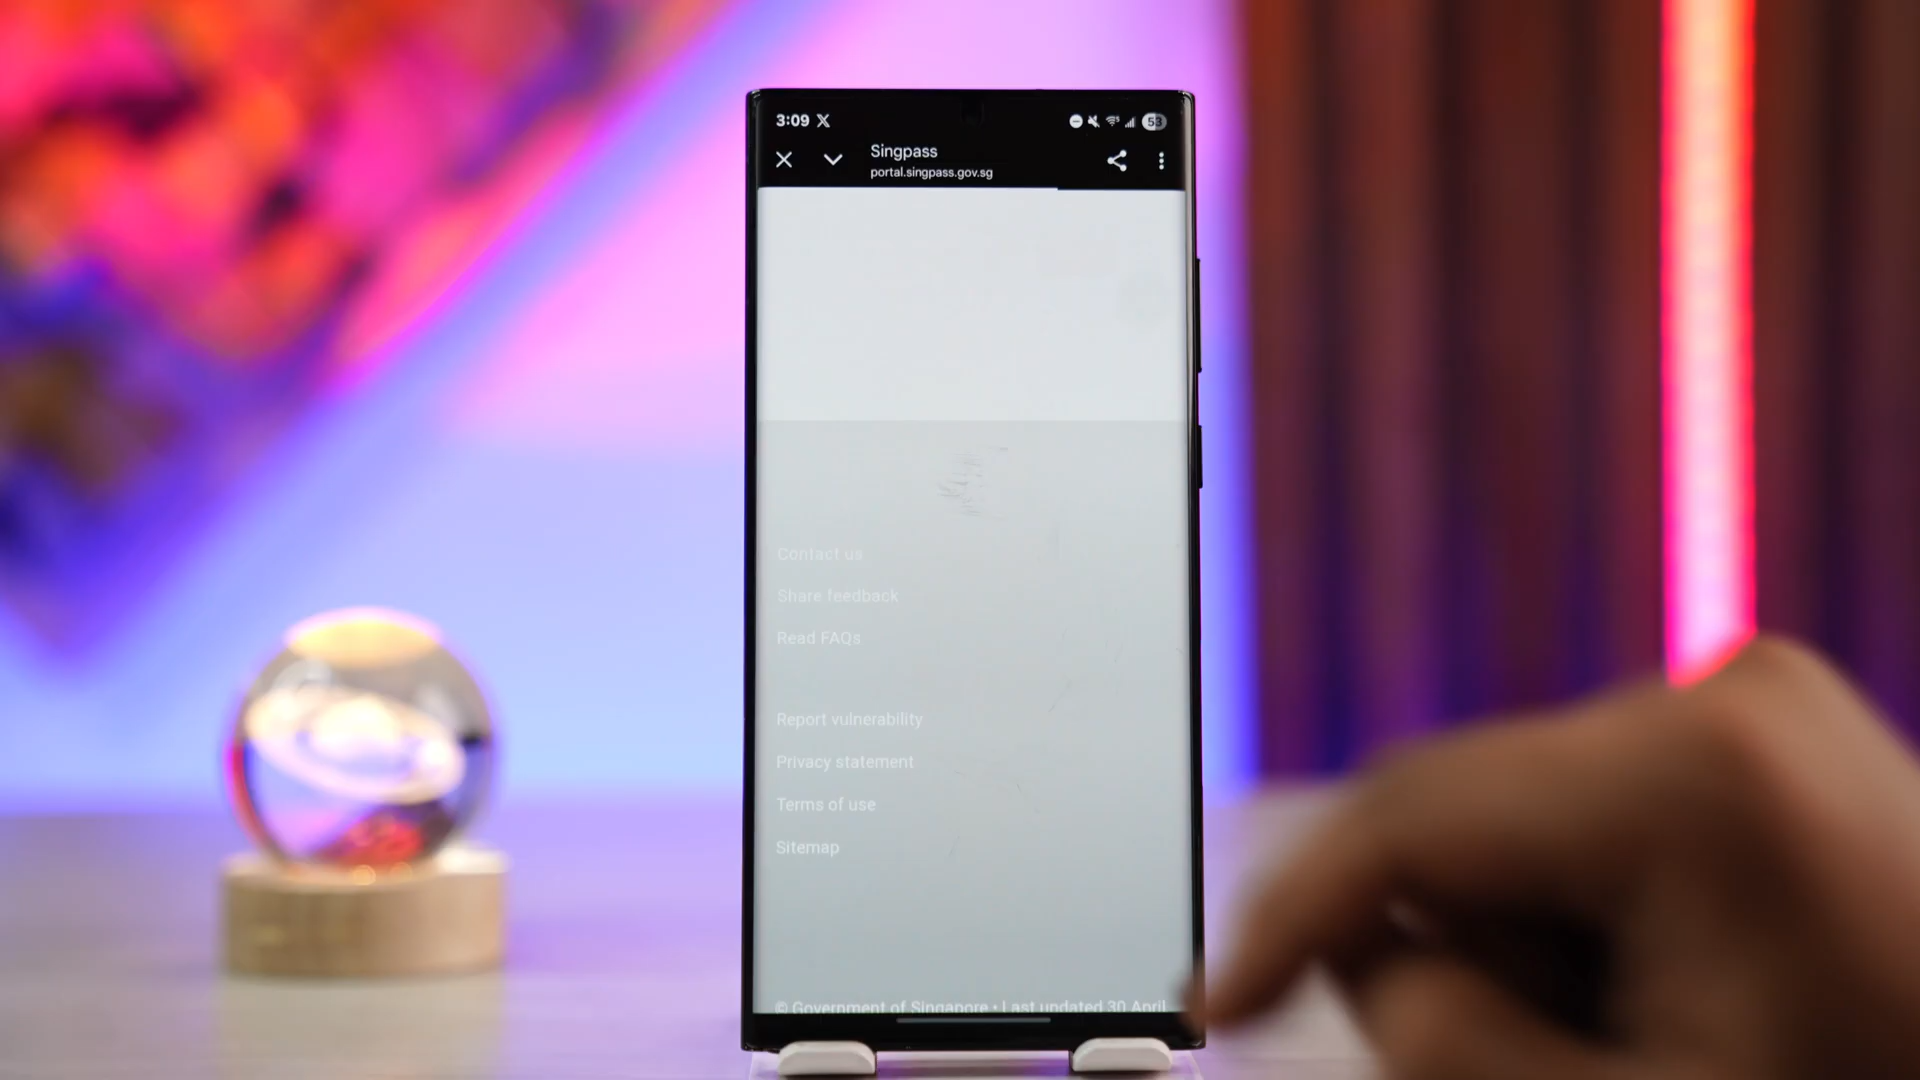 3:09 X
53
Singpass
portal.singpass.gov.sg
Contact us
Share feedback
Read FAQs
Report vulnerability
Privacy statement
Terms of use
Sitemap
© Government of Singapore • Last updated 30 April